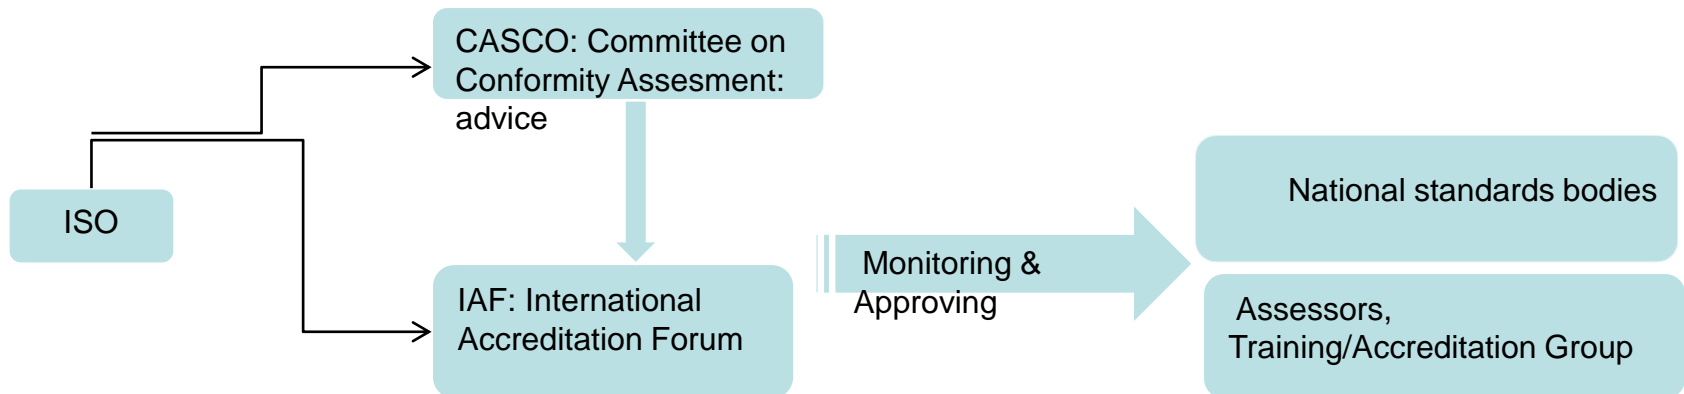 CASCO: Committee on
Conformity Assesment:
advice
ISO
IAF: International
Accreditation Forum
Monitoring &
Approving
National standards bodies
Assessors,
Training/Accreditation Group